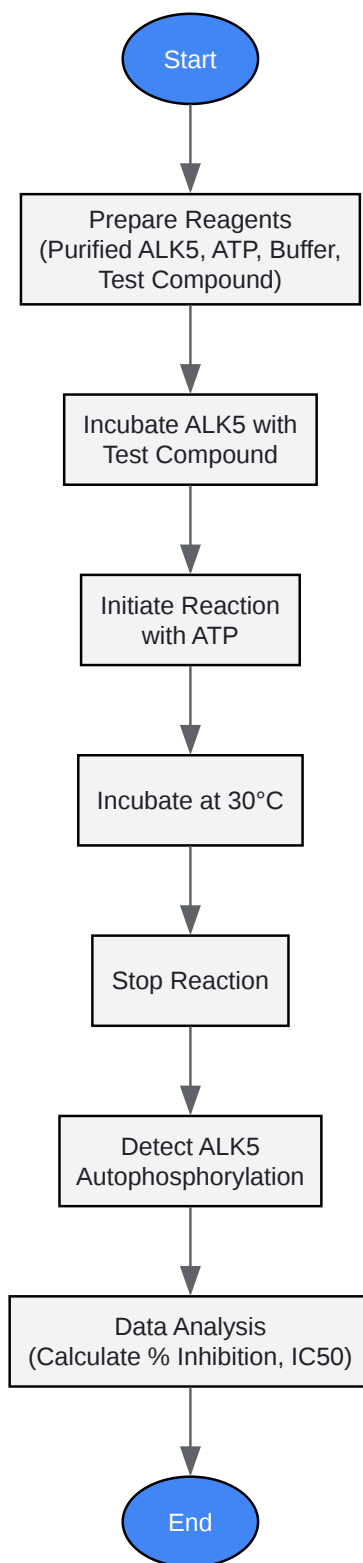 Start
Prepare Reagents
(Purified ALK5, ATP, Buffer,
Test Compound)
Incubate ALK5 with
Test Compound
Initiate Reaction
with ATP
Incubate at 30°C
Stop Reaction
Detect ALK5
Autophosphorylation
Data Analysis
(Calculate % Inhibition, IC50)
End